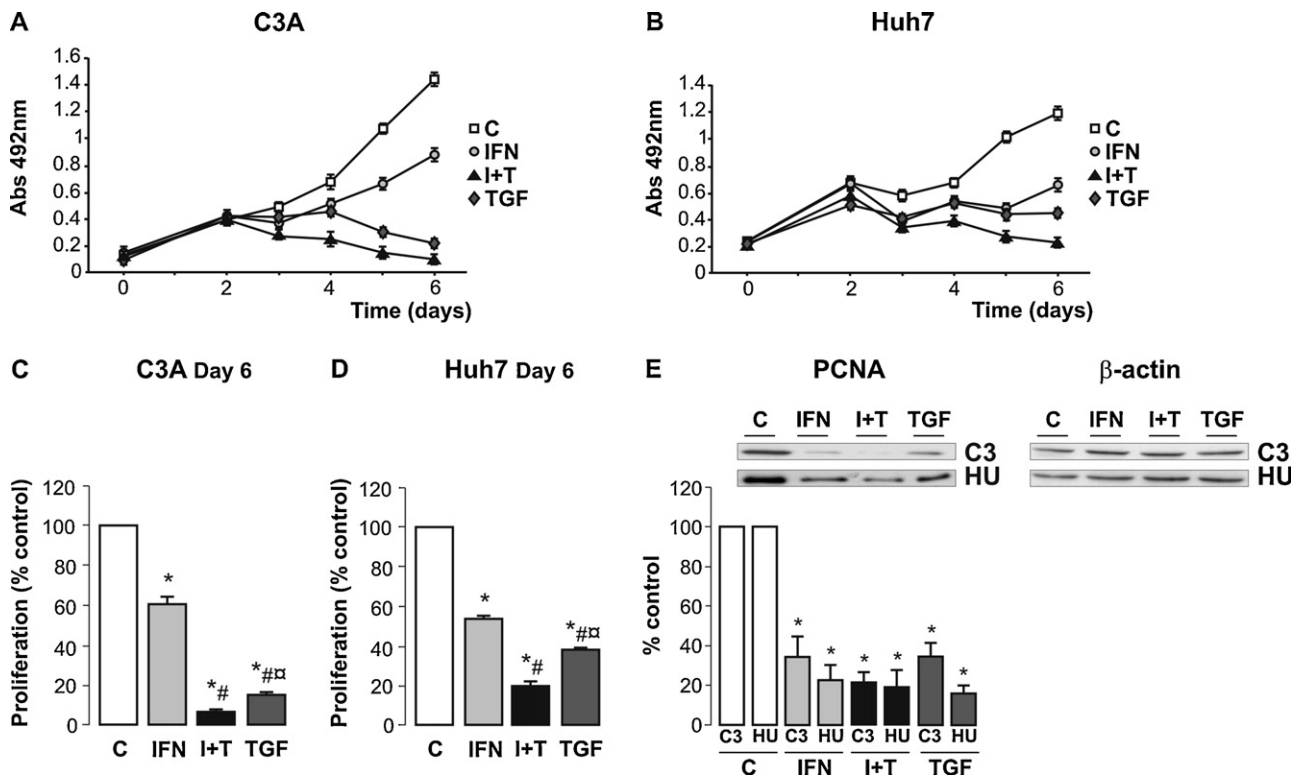 A C3A
Abs 492nm
1.6
1.4
1.2
1
0.8
0.6
0.4
0.2
0
0 2 4 6
Time (days)
C
IFN
I+T
TGF
B Huh7
Abs 492nm
1.6
1.4
1.2
1
0.8
0.6
0.4
0.2
0
0 2 4 6
Time (days)
C
IFN
I+T
TGF
C C3A Day 6
Proliferation (% control)
120
100
80
60
40
20
0
*
*#
*#¤
C IFN I+T TGF
D Huh7 Day 6
Proliferation (% control)
120
100
80
60
40
20
0
*
*#
*#¤
C IFN I+T TGF
E PCNA β-actin
C IFN I+T TGF C IFN I+T TGF
C3 C3
HU HU
% control
120
100
80
60
40
20
0
* * * * * *
C3 HU C3 HU C3 HU C3 HU
C IFN I+T TGF